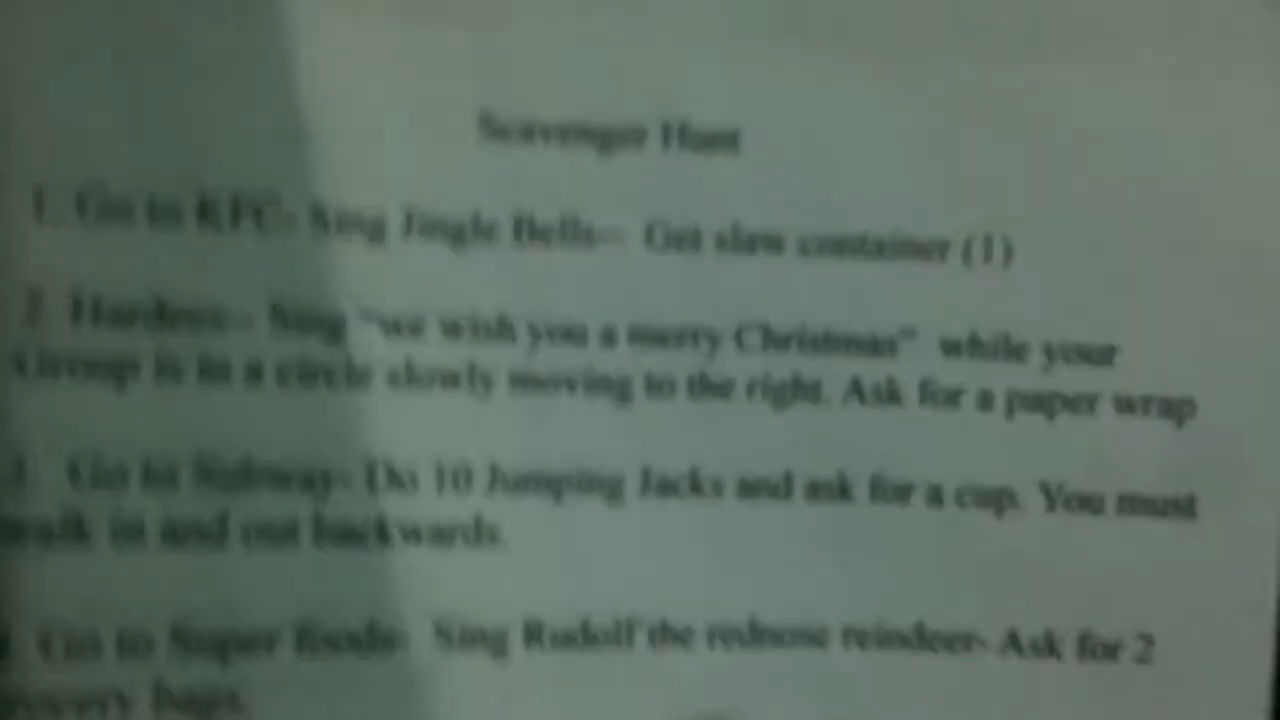 Scavenger Hunt
1. Go to KFC- Sing Jingle Bells-- Get slaw container (1)
2. Hardees-- Sing "we wish you a merry Christmas" while your
Group is in a circle slowly moving to the right. Ask for a paper wrap
3. Go to Subway- Do 10 Jumping Jacks and ask for a cup. You must
walk in and out backwards.
Go to Super foods- Sing Rudolf the rednose reindeer- Ask for 2
grocery bags.